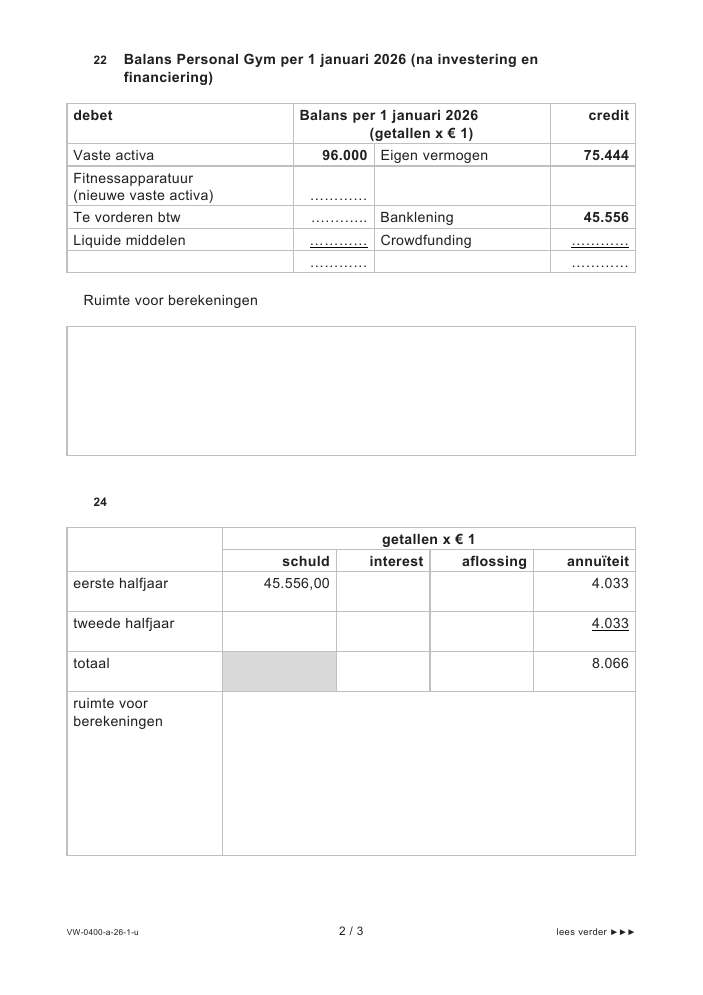 22 Balans Personal Gym per 1 januari 2026 (na investering en
financiering)
debet Balans per 1 januari 2026 credit
(getallen x € 1)
Vaste activa 96.000 Eigen vermogen 75.444
Fitnessapparatuur
(nieuwe vaste activa) …………
Te vorderen btw ………... Banklening 45.556
Liquide middelen ………… Crowdfunding …………
………… …………
Ruimte voor berekeningen
24
getallen x € 1
schuld interest aflossing annuïteit
eerste halfjaar 45.556,00 4.033
tweede halfjaar 4.033
totaal 8.066
ruimte voor
berekeningen
VW-0400-a-26-1-u 2 / 3 lees verder ►►►